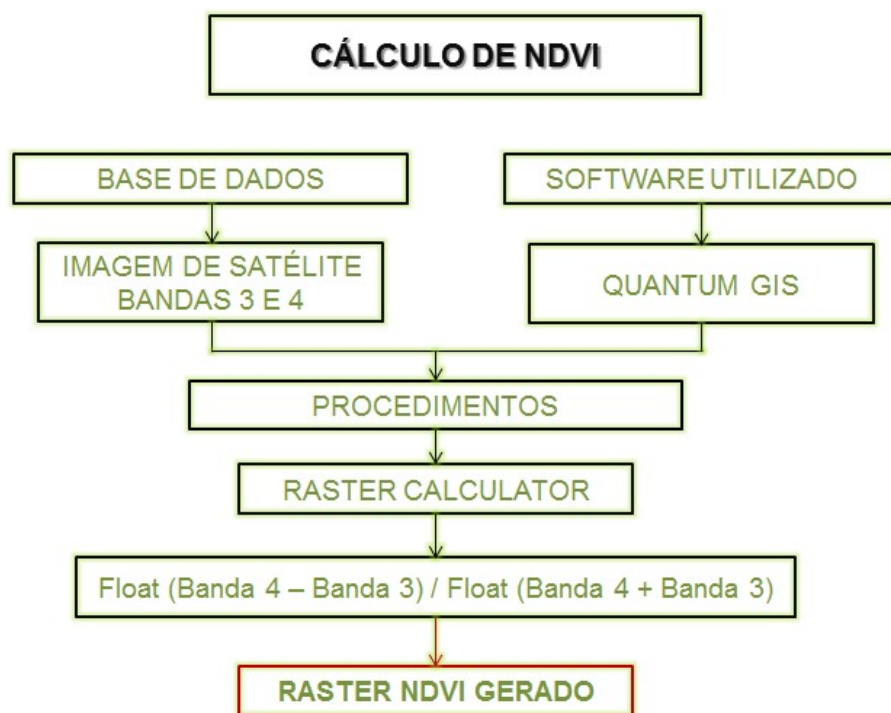 CÁLCULO DE NDVI
BASE DE DADOS
SOFTWARE UTILIZADO
IMAGEM DE SATÉLITE
BANDAS 3 E 4
QUANTUM GIS
PROCEDIMENTOS
RASTER CALCULATOR
Float (Banda 4 – Banda 3) / Float (Banda 4 + Banda 3)
RASTER NDVI GERADO